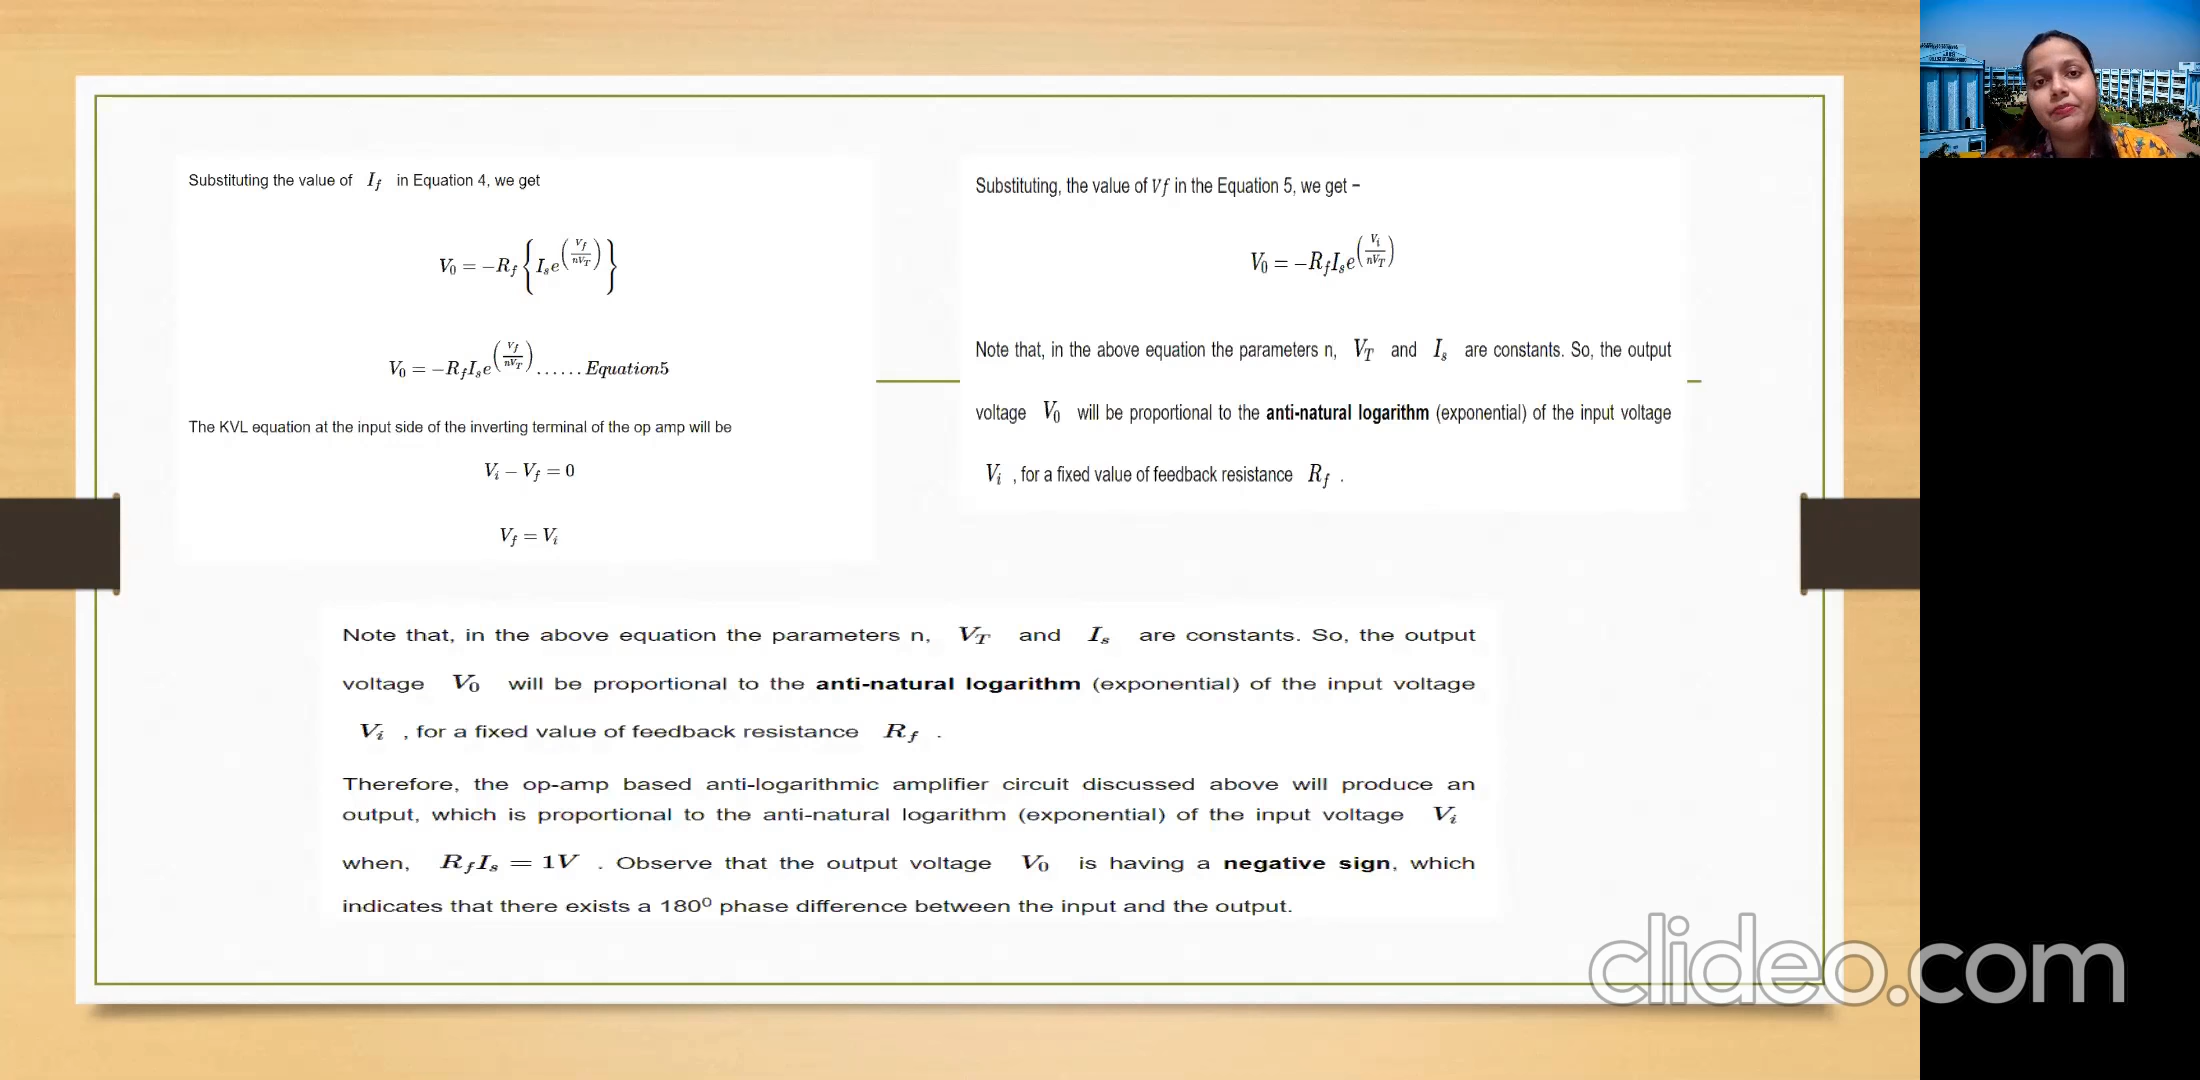 Substituting the value of I_f in Equation 4, we get
V_0 = −R_f {I_s e^(V_f/nV_T)}
V_0 = −R_f I_s e^(V_f/nV_T) ......Equation5
The KVL equation at the input side of the inverting terminal of the op amp will be
V_i − V_f = 0
V_f = V_i
Substituting, the value of Vf in the Equation 5, we get −
V_0 = −R_f I_s e^(V_i/nV_T)
Note that, in the above equation the parameters n, V_T and I_s are constants. So, the output
voltage V_0 will be proportional to the anti-natural logarithm (exponential) of the input voltage
V_i , for a fixed value of feedback resistance R_f .
Note that, in the above equation the parameters n, V_T and I_s are constants. So, the output
voltage V_0 will be proportional to the anti-natural logarithm (exponential) of the input voltage
V_i , for a fixed value of feedback resistance R_f .
Therefore, the op-amp based anti-logarithmic amplifier circuit discussed above will produce an
output, which is proportional to the anti-natural logarithm (exponential) of the input voltage V_i
when, R_f I_s = 1V . Observe that the output voltage V_0 is having a negative sign, which
indicates that there exists a 180⁰ phase difference between the input and the output.
clideo.com